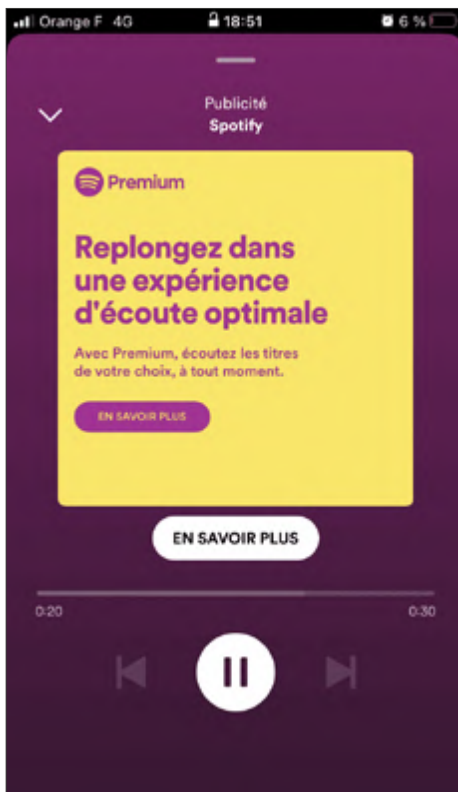 Orange F 4G 18:51 6 %
Publicité
Spotify
Premium
Replongez dans
une expérience
d'écoute optimale
Avec Premium, écoutez les titres
de votre choix, à tout moment.
EN SAVOIR PLUS
EN SAVOIR PLUS
0:20 0:30